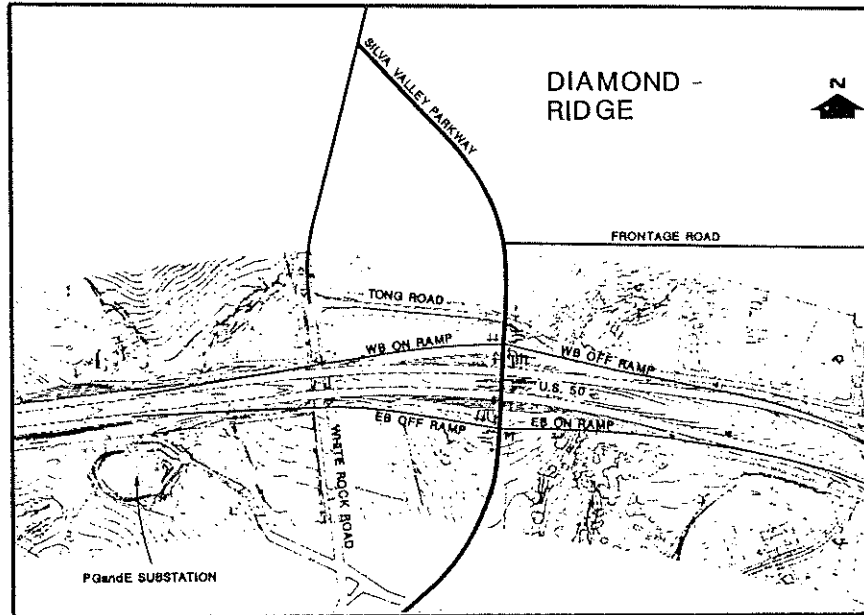 DIAMOND -
RIDGE
N
SILVA VALLEY PARKWAY
FRONTAGE ROAD
TONG ROAD
WB ON RAMP
WB OFF RAMP
U.S. 50
EB OFF RAMP
EB ON RAMP
WHITE ROCK ROAD
PGandE SUBSTATION